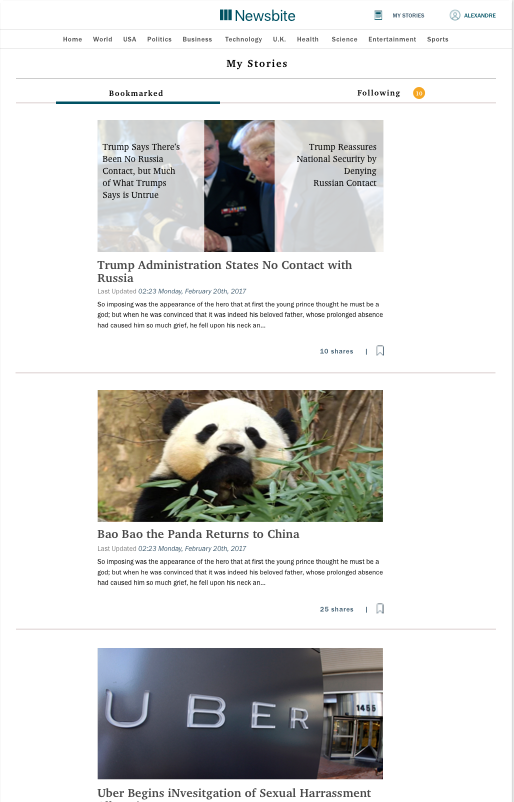 Newsbite
MY STORIES
ALEXANDRE
Home World USA Politics Business Technology U.K. Health Science Entertainment Sports
My Stories
Bookmarked
Following
Trump Says There's
Been No Russia
Contact, but Much
of What Trumps
Says is Untrue
Trump Reassures
National Security by
Denying
Russian Contact
Trump Administration States No Contact with
Russia
Last Updated 02:23 Monday, February 20th, 2017
So imposing was the appearance of the hero that at first the young prince thought he must be a
god; but when he was convinced that it was indeed his beloved father, whose prolonged absence
had caused him so much grief, he fell upon his neck an...
10 shares |
Bao Bao the Panda Returns to China
Last Updated 02:23 Monday, February 20th, 2017
So imposing was the appearance of the hero that at first the young prince thought he must be a
god; but when he was convinced that it was indeed his beloved father, whose prolonged absence
had caused him so much grief, he fell upon his neck an...
25 shares |
UBER
1455
Uber Begins iNvesitgation of Sexual Harrassment